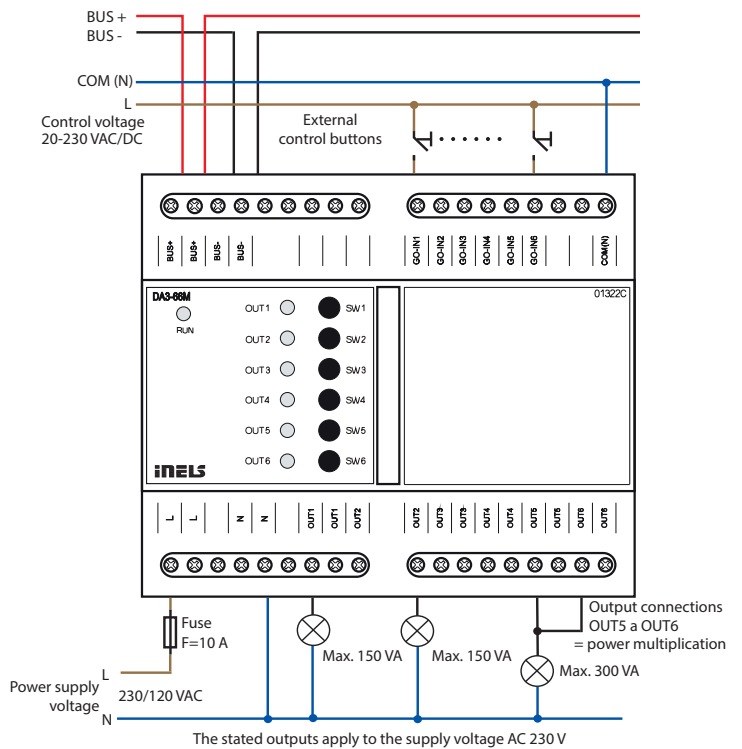 BUS +
BUS -
COM (N)
L
Control voltage
20-230 VAC/DC
External
control buttons
BUS+ BUS+ BUS- BUS-
GO-IN1 GO-IN2 GO-IN3 GO-IN4 GO-IN5 GO-IN6 COM(N)
DA3-66M
RUN
01322C
OUT1 SW1
OUT2 SW2
OUT3 SW3
OUT4 SW4
OUT5 SW5
OUT6 SW6
iNELS
L L N N OUT1 OUT1 OUT2
OUT2 OUT3 OUT3 OUT4 OUT4 OUT5 OUT5 OUT6 OUT6
Fuse
F=10 A
Max. 150 VA
Max. 150 VA
Output connections
OUT5 a OUT6
= power multiplication
Max. 300 VA
L
Power supply
voltage
230/120 VAC
N
The stated outputs apply to the supply voltage AC 230 V